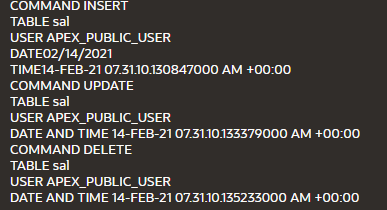 COMMAND INSERT
TABLE sal
USER APEX_PUBLIC_USER
DATE02/14/2021
TIME14-FEB-21 07.31.10.130847000 AM +00:00
COMMAND UPDATE
TABLE sal
USER APEX_PUBLIC_USER
DATE AND TIME 14-FEB-21 07.31.10.133379000 AM +00:00
COMMAND DELETE
TABLE sal
USER APEX_PUBLIC_USER
DATE AND TIME 14-FEB-21 07.31.10.135233000 AM +00:00